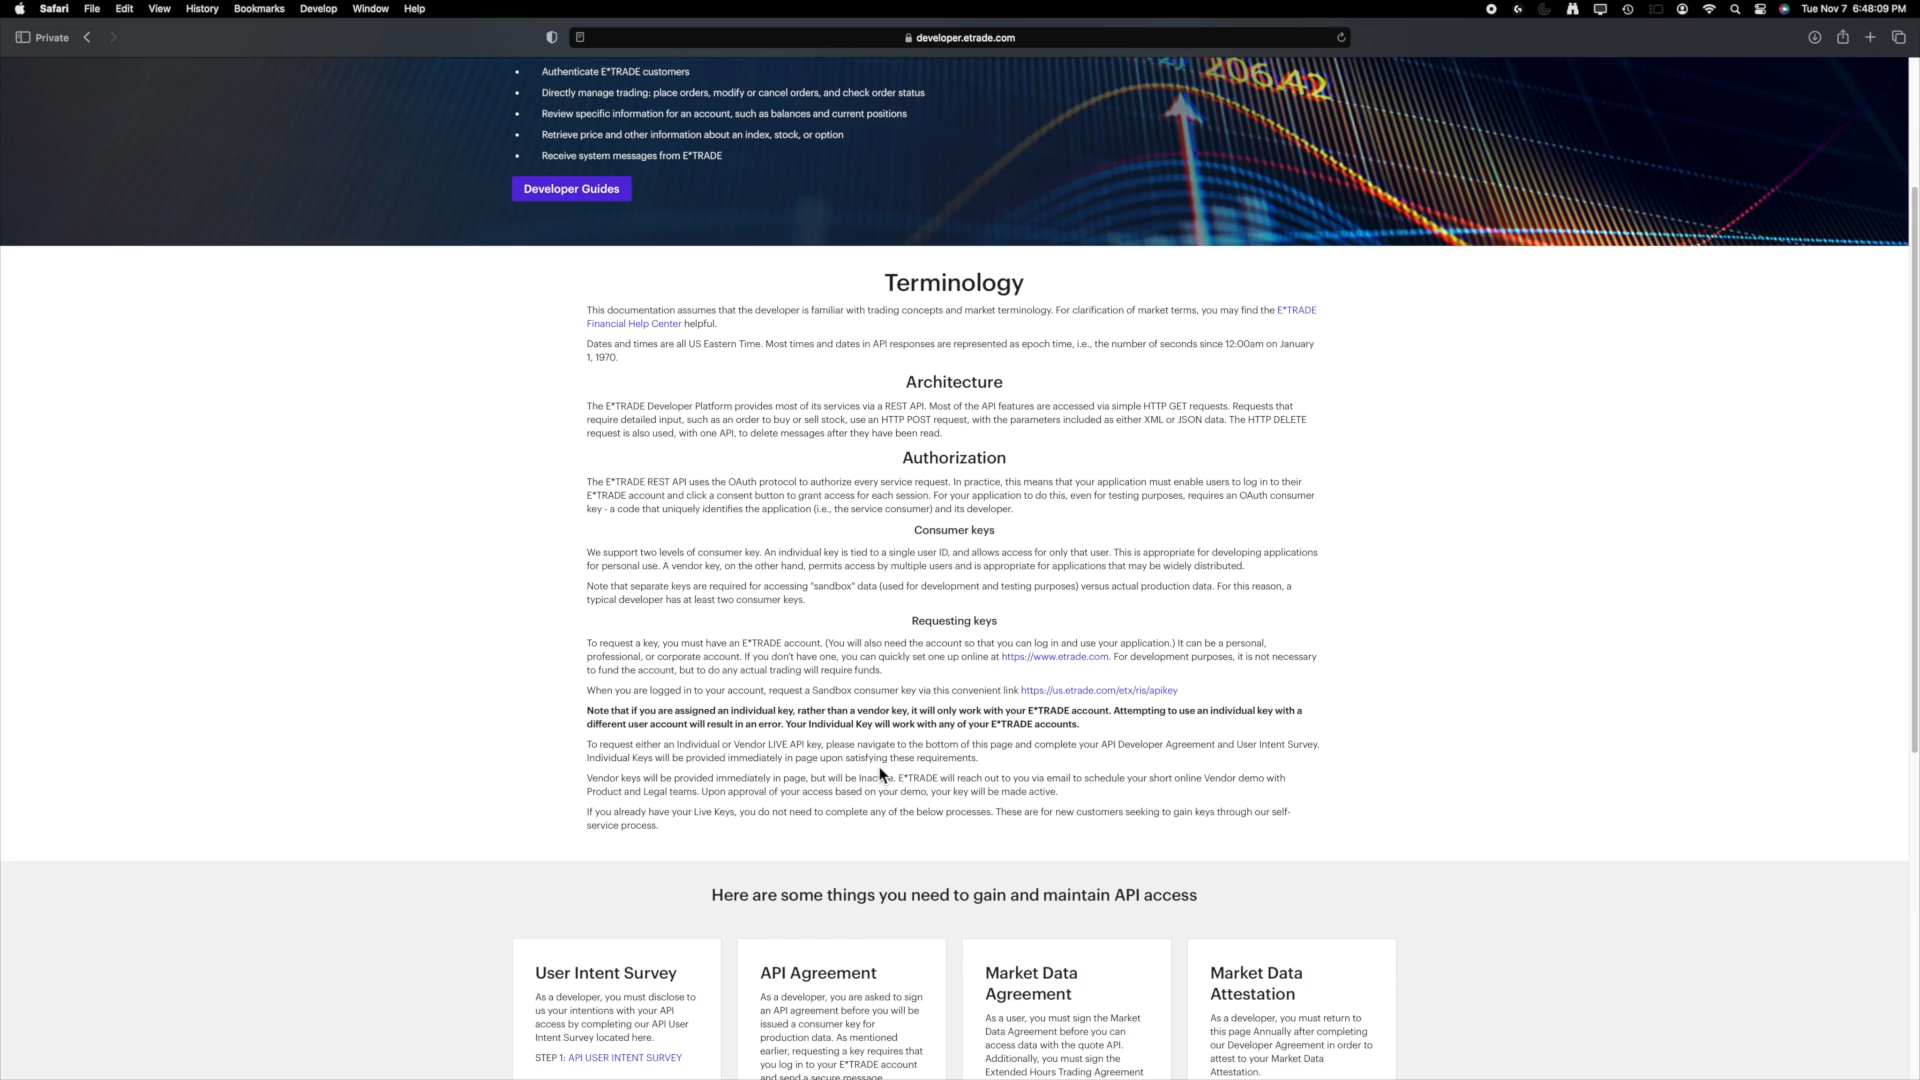 Safari File Edit View History Bookmarks Develop Window Help Tue Nov 7 6:48:09 PM
Private developer.etrade.com
206.42
• Authenticate E*TRADE customers
• Directly manage trading: place orders, modify or cancel orders, and check order status
• Review specific information for an account, such as balances and current positions
• Retrieve price and other information about an index, stock, or option
• Receive system messages from E*TRADE
Developer Guides
Terminology
This documentation assumes that the developer is familiar with trading concepts and market terminology. For clarification of market terms, you may find the E*TRADE
Financial Help Center helpful.
Dates and times are all US Eastern Time. Most times and dates in API responses are represented as epoch time, i.e., the number of seconds since 12:00am on January
1, 1970.
Architecture
The E*TRADE Developer Platform provides most of its services via a REST API. Most of the API features are accessed via simple HTTP GET requests. Requests that
require detailed input, such as an order to buy or sell stock, use an HTTP POST request, with the parameters included as either XML or JSON data. The HTTP DELETE
request is also used, with one API, to delete messages after they have been read.
Authorization
The E*TRADE REST API uses the OAuth protocol to authorize every service request. In practice, this means that your application must enable users to log in to their
E*TRADE account and click a consent button to grant access for each session. For your application to do this, even for testing purposes, requires an OAuth consumer
key - a code that uniquely identifies the application (i.e., the service consumer) and its developer.
Consumer keys
We support two levels of consumer key. An individual key is tied to a single user ID, and allows access for only that user. This is appropriate for developing applications
for personal use. A vendor key, on the other hand, permits access by multiple users and is appropriate for applications that may be widely distributed.
Note that separate keys are required for accessing "sandbox" data (used for development and testing purposes) versus actual production data. For this reason, a
typical developer has at least two consumer keys.
Requesting keys
To request a key, you must have an E*TRADE account. (You will also need the account so that you can log in and use your application.) It can be a personal,
professional, or corporate account. If you don't have one, you can quickly set one up online at https://www.etrade.com. For development purposes, it is not necessary
to fund the account, but to do any actual trading will require funds.
When you are logged in to your account, request a Sandbox consumer key via this convenient link https://us.etrade.com/etx/ris/apikey
Note that if you are assigned an individual key, rather than a vendor key, it will only work with your E*TRADE account. Attempting to use an individual key with a
different user account will result in an error. Your Individual Key will work with any of your E*TRADE accounts.
To request either an Individual or Vendor LIVE API key, please navigate to the bottom of this page and complete your API Developer Agreement and User Intent Survey.
Individual Keys will be provided immediately in page upon satisfying these requirements.
Vendor keys will be provided immediately in page, but will be E*TRADE will reach out to you via email to schedule your short online Vendor demo with
Product and Legal teams. Upon approval of your access based on your demo, your key will be made active.
If you already have your Live Keys, you do not need to complete any of the below processes. These are for new customers seeking to gain keys through our self-
service process.
Here are some things you need to gain and maintain API access
User Intent Survey
As a developer, you must disclose to
us your intentions with your API
access by completing our API User
Intent Survey located here.
STEP 1: API USER INTENT SURVEY
API Agreement
As a developer, you are asked to sign
an API agreement before you will be
issued a consumer key for
production data. As mentioned
earlier, requesting a key requires that
you log in to your E*TRADE account
and send a secure message
Market Data
Agreement
As a user, you must sign the Market
Data Agreement before you can
access data with the quote API.
Additionally, you must sign the
Extended Hours Trading Agreement
Market Data
Attestation
As a developer, you must return to
this page Annually after completing
our Developer Agreement in order to
attest to your Market Data
Attestation.